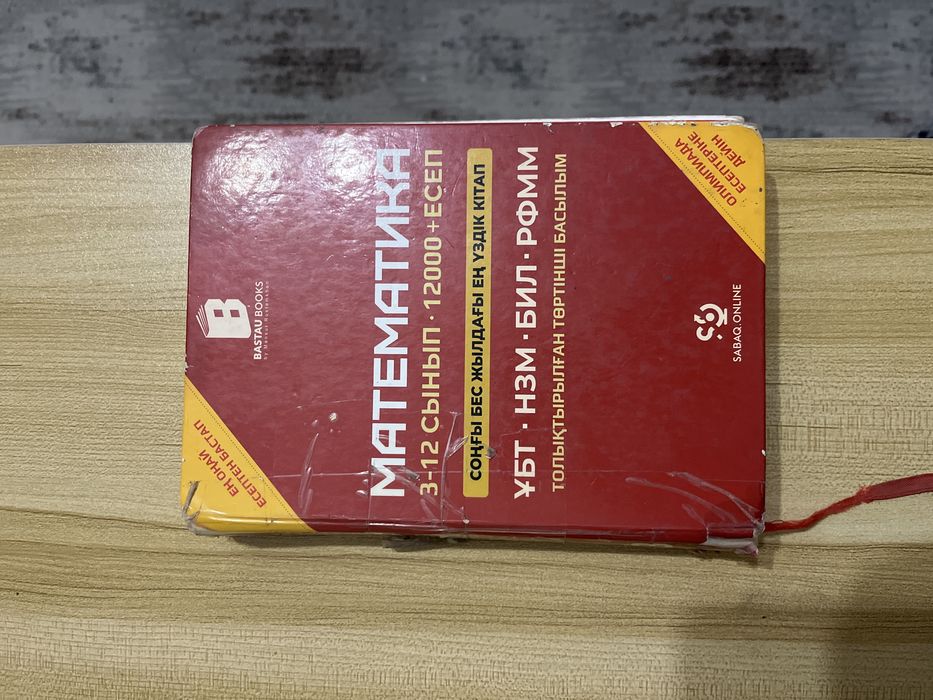 BASTAU BOOKS
МАТЕМАТИКА
3-12 СЫНЫП · 12000+ЕСЕП
СОҢҒЫ БЕС ЖЫЛДАҒЫ ЕҢ ҮЗДІК КІТАП
ҰБТ · НЗМ · БИЛ · РФММ
ТОЛЫҚТЫРЫЛҒАН ТӨРТІНШІ БАСЫЛЫМ
ЕҢ ОҢАЙ
ЕСЕПТЕН БАСТАП
ОЛИМПИАДА
ЕСЕПТЕРІНЕ
ДЕЙІН
SABAQ.ONLINE